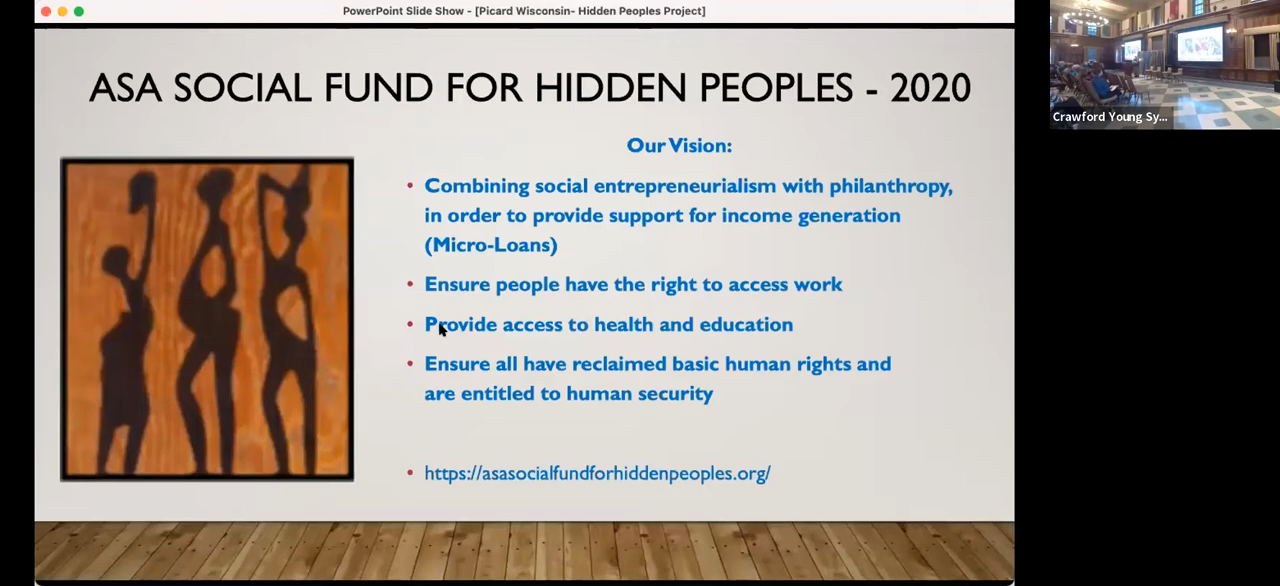 PowerPoint Slide Show - [Picard Wisconsin- Hidden Peoples Project]
ASA SOCIAL FUND FOR HIDDEN PEOPLES - 2020
Our Vision:
• Combining social entrepreneurialism with philanthropy,
in order to provide support for income generation
(Micro-Loans)
• Ensure people have the right to access work
• Provide access to health and education
• Ensure all have reclaimed basic human rights and
are entitled to human security
• https://asasocialfundforhiddenpeoples.org/
Crawford Young Sy...